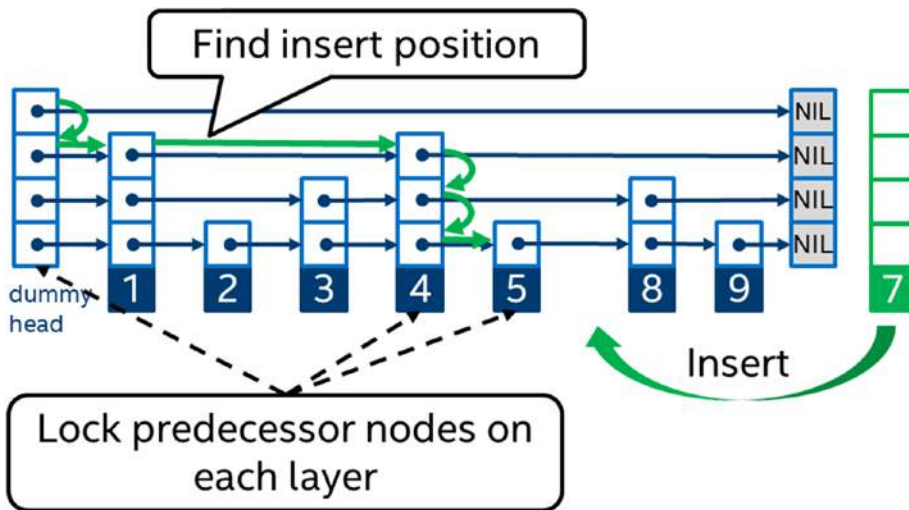 Find insert position
NIL
NIL
NIL
NIL
dummy
head
1
2
3
4
5
8
9
7
Insert
Lock predecessor nodes on
each layer